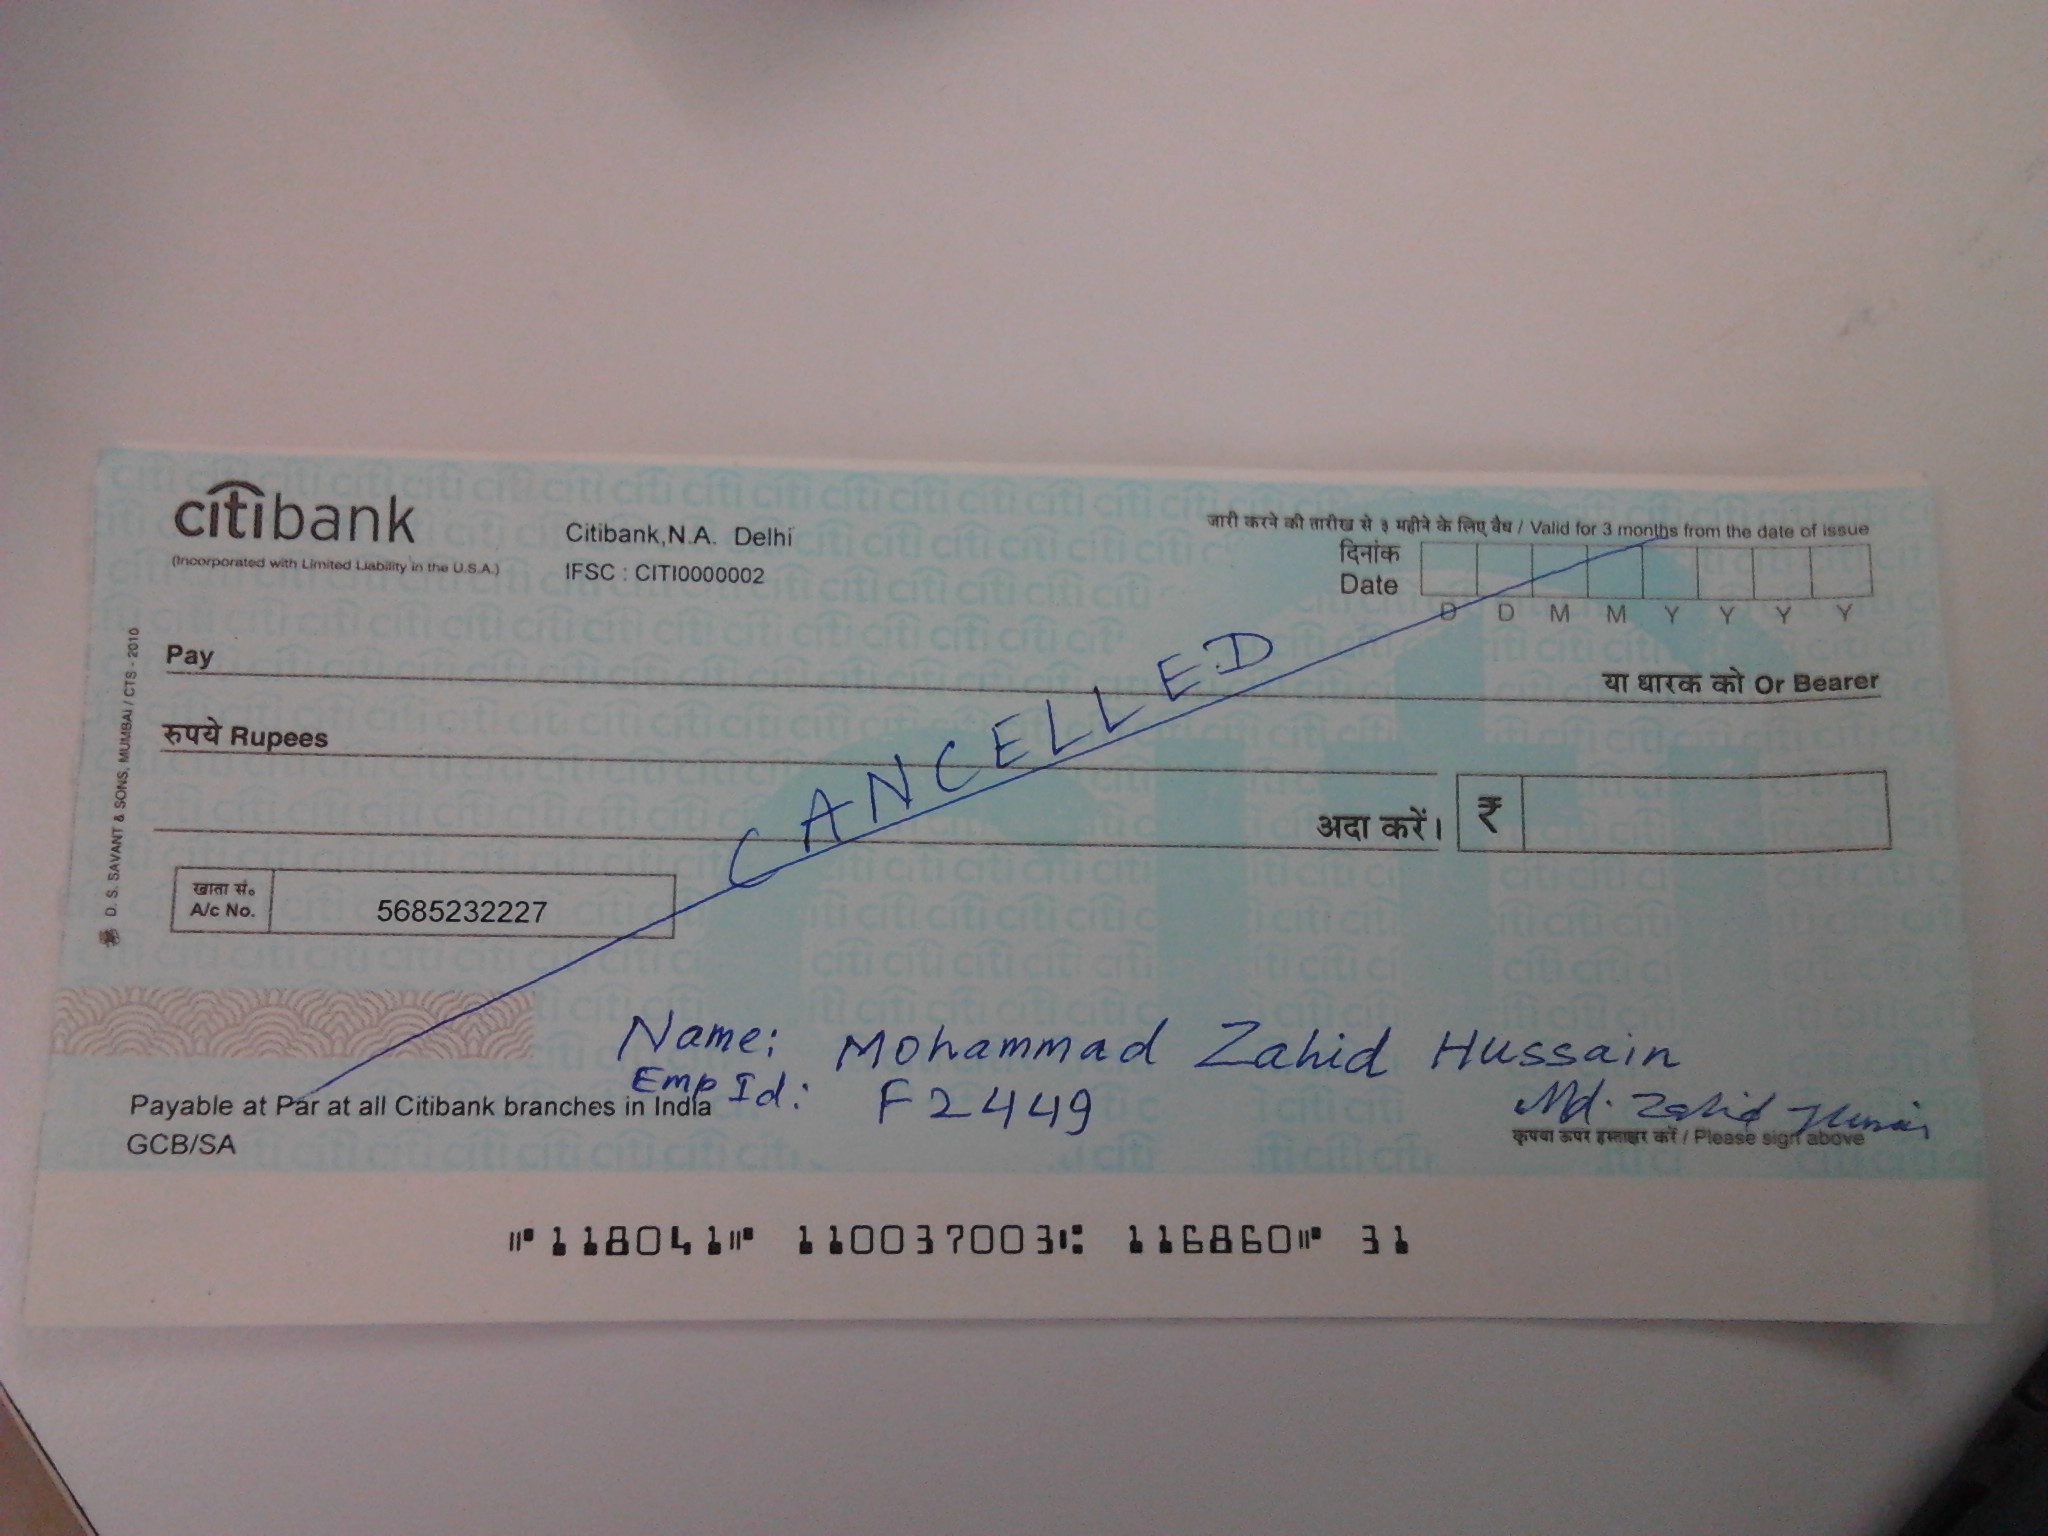 citibank
(Incorporated with Limited Liability in the U.S.A.)
Citibank,N.A. Delhi
IFSC : CITI0000002
जारी करने की तारीख से ३ महीने के लिए वैध / Valid for 3 months from the date of issue
दिनांक
Date
D D M M Y Y Y Y
Pay
या धारक को Or Bearer
रुपये Rupees
CANCELLED
अदा करें।
₹
खाता सं०
A/c No.
5685232227
D. S. SAVANT & SONS, MUMBAI / CTS - 2010
Name: Mohammad Zahid Hussain
Emp Id: F2449
Payable at Par at all Citibank branches in India
GCB/SA
Md. Zahid Hussain
कृपया ऊपर हस्ताक्षर करें / Please sign above
⑈118041⑈ 110037003⑆ 116860⑈ 31